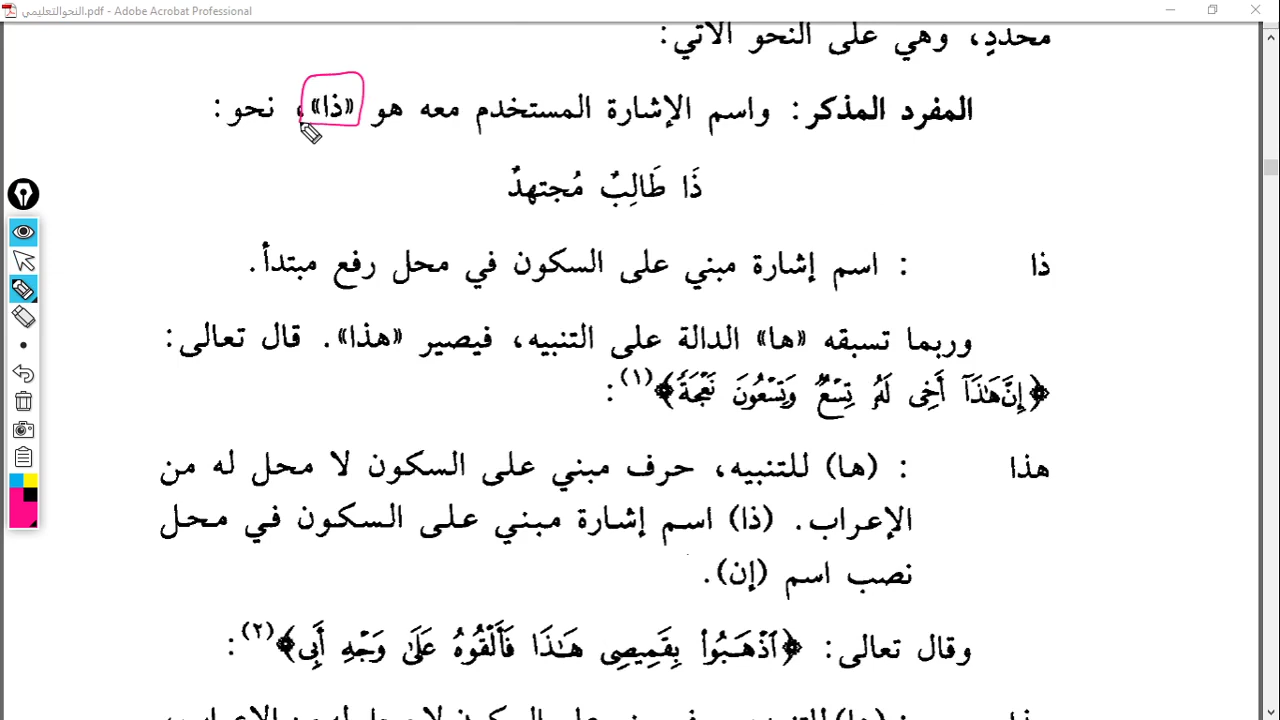 النحوالتعليمي.pdf - Adobe Acrobat Professional
محددٍ، وهي على النحو الآتي:
المفرد المذكر: واسم الإشارة المستخدم معه هو «ذا»، نحو:
ذَا طَالِبٌ مُجتهدٌ
ذا : اسم إشارة مبني على السكون في محل رفع مبتدأ.
وربما تسبقه «ها» الدالة على التنبيه، فيصير «هذا». قال تعالى:
﴿إِنَّ هَٰذَآ أَخِى لَهُۥ تِسْعٌ وَتِسْعُونَ نَعْجَةً﴾(١):
هذا : (ها) للتنبيه، حرف مبني على السكون لا محل له من
الإعراب. (ذا) اسم إشارة مبني على السكون في محل
نصب اسم (إن).
وقال تعالى: ﴿ٱذْهَبُوا۟ بِقَمِيصِى هَٰذَا فَأَلْقُوهُ عَلَىٰ وَجْهِ أَبِى﴾(٢):